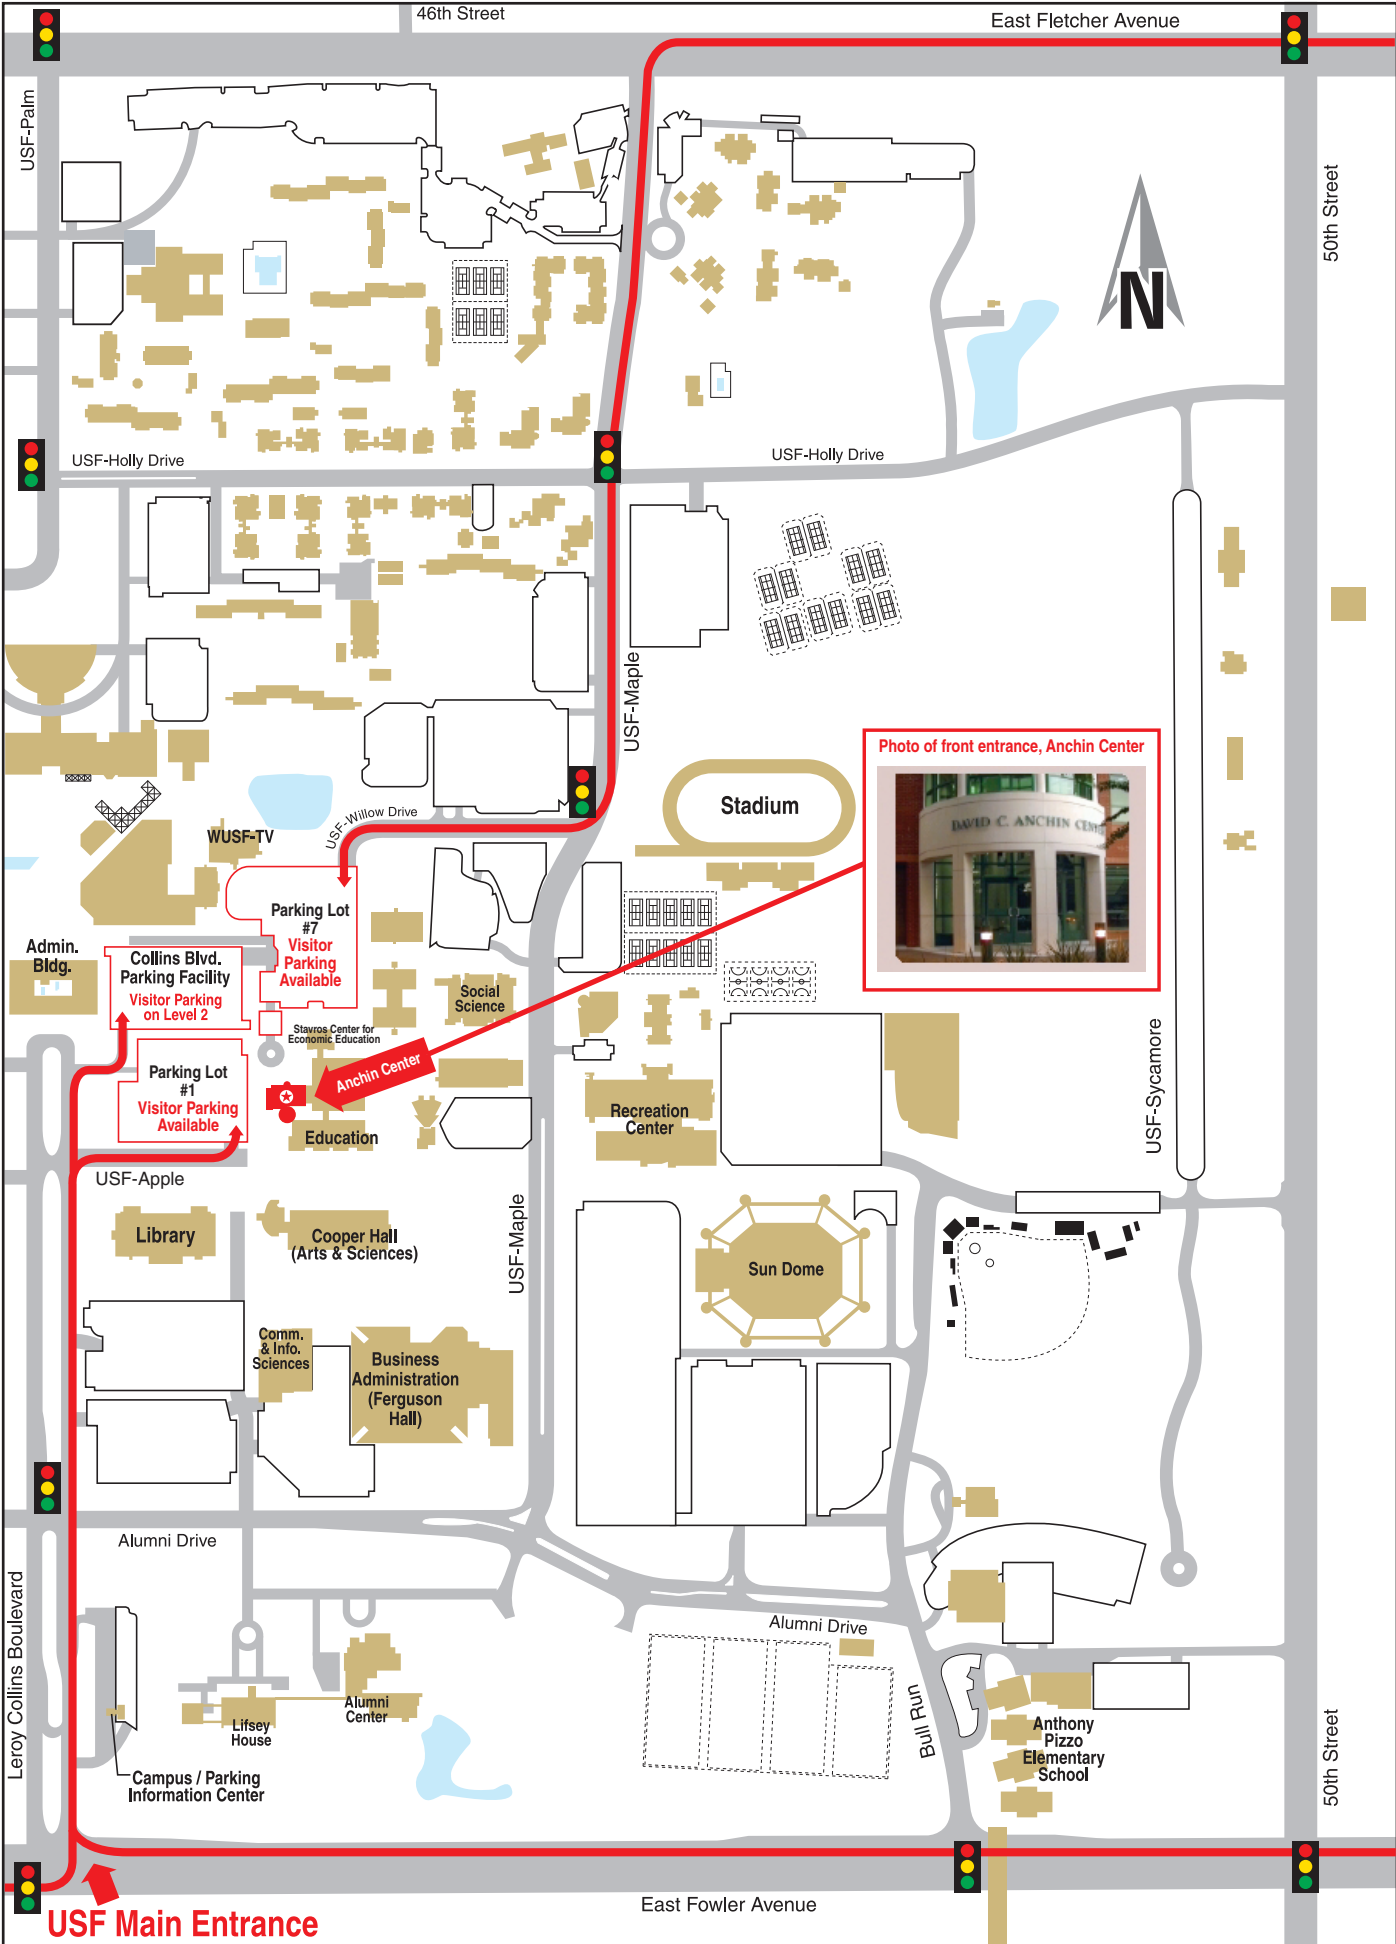 46th Street
East Fletcher Avenue
USF-Palm
50th Street
N
USF-Holly Drive
USF-Holly Drive
USF-Maple
Photo of front entrance, Anchin Center
DAVID C. ANCHIN
Stadium
USF-Willow Drive
WUSF-TV
Parking Lot
#7
Visitor
Parking
Available
Admin.
Bldg.
Collins Blvd.
Parking Facility
Visitor Parking
on Level 2
Social
Science
Stavros Center for
Economic Education
Anchin Center
Parking Lot
#1
Visitor Parking
Available
Education
Recreation
Center
USF-Sycamore
USF-Apple
Library
Cooper Hall
(Arts & Sciences)
USF-Maple
Sun Dome
Comm.
& Info.
Sciences
Business
Administration
(Ferguson
Hall)
Alumni Drive
Leroy Collins Boulevard
Alumni Drive
Lifsey
House
Alumni
Center
Bull Run
Anthony
Pizzo
Elementary
School
50th Street
Campus / Parking
Information Center
East Fowler Avenue
USF Main Entrance